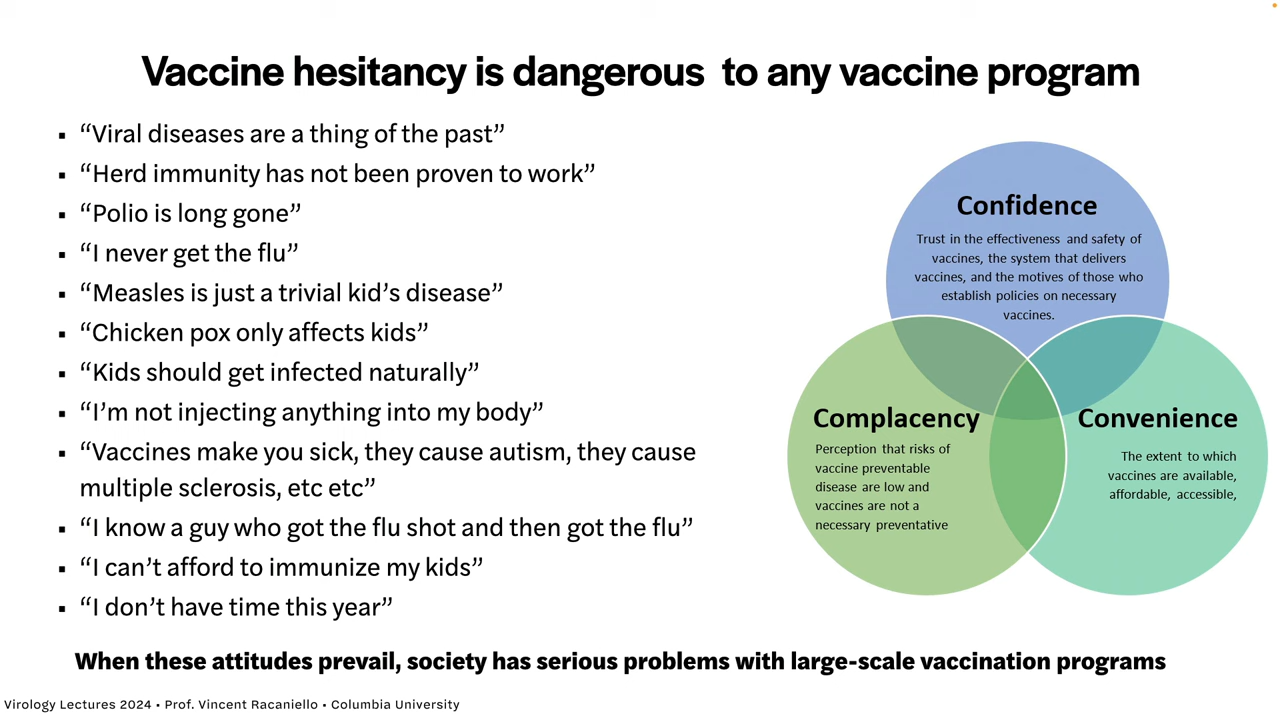 Vaccine hesitancy is dangerous to any vaccine program
▪ “Viral diseases are a thing of the past”
▪ “Herd immunity has not been proven to work”
▪ “Polio is long gone”
▪ “I never get the flu”
▪ “Measles is just a trivial kid’s disease”
▪ “Chicken pox only affects kids”
▪ “Kids should get infected naturally”
▪ “I’m not injecting anything into my body”
▪ “Vaccines make you sick, they cause autism, they cause
multiple sclerosis, etc etc”
▪ “I know a guy who got the flu shot and then got the flu”
▪ “I can’t afford to immunize my kids”
▪ “I don’t have time this year”
Confidence
Trust in the effectiveness and safety of
vaccines, the system that delivers
vaccines, and the motives of those who
establish policies on necessary
vaccines.
Complacency
Perception that risks of
vaccine preventable
disease are low and
vaccines are not a
necessary preventative
Convenience
The extent to which
vaccines are available,
affordable, accessible,
When these attitudes prevail, society has serious problems with large-scale vaccination programs
Virology Lectures 2024 • Prof. Vincent Racaniello • Columbia University